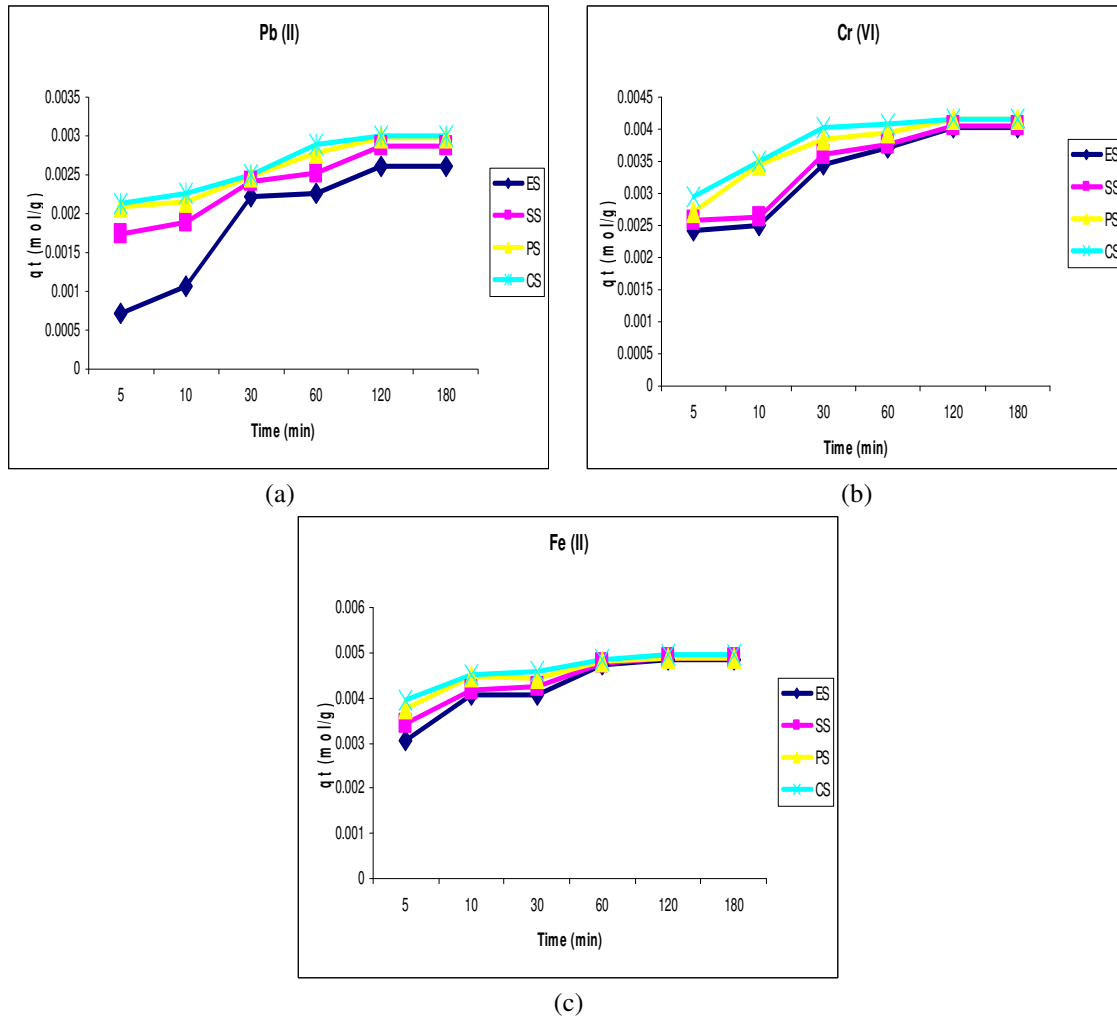 Pb (II)
0.0035
0.003
0.0025
0.002
0.0015
0.001
0.0005
0
q t (m o l/g )
5 10 30 60 120 180
Time (min)
ES
SS
PS
CS
(a)
Cr (VI)
0.0045
0.004
0.0035
0.003
0.0025
0.002
0.0015
0.001
0.0005
0
q t (m o l/g )
5 10 30 60 120 180
Time (min)
ES
SS
PS
CS
(b)
Fe (II)
0.006
0.005
0.004
0.003
0.002
0.001
0
q t (m o l/g )
5 10 30 60 120 180
Time (min)
ES
SS
PS
CS
(c)